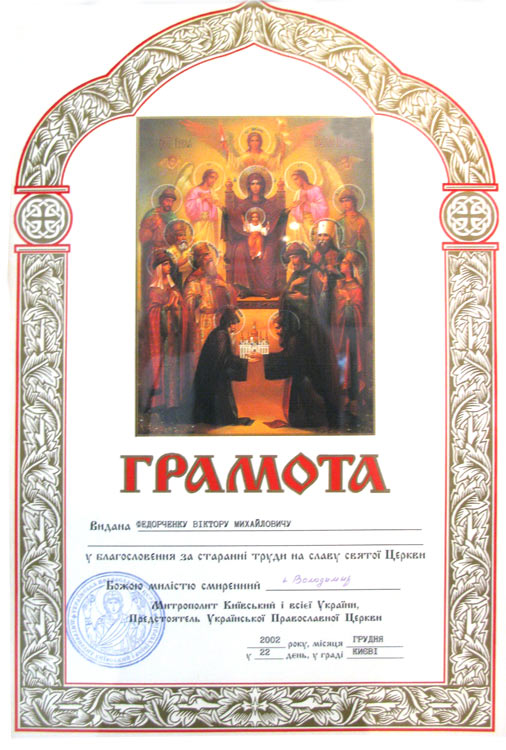 ГРАМОТА
Видана ФЕДОРЧЕНКУ ВІКТОРУ МИХАЙЛОВИЧУ
у благословення за старанні труди на славу святої Церкви
Божою милістю смиренний + Володимир
Митрополит Київський і всієї України,
Предстоятель Української Православної Церкви
2002 року, місяця ГРУДНЯ
у 22 день, у граді КИЄВІ